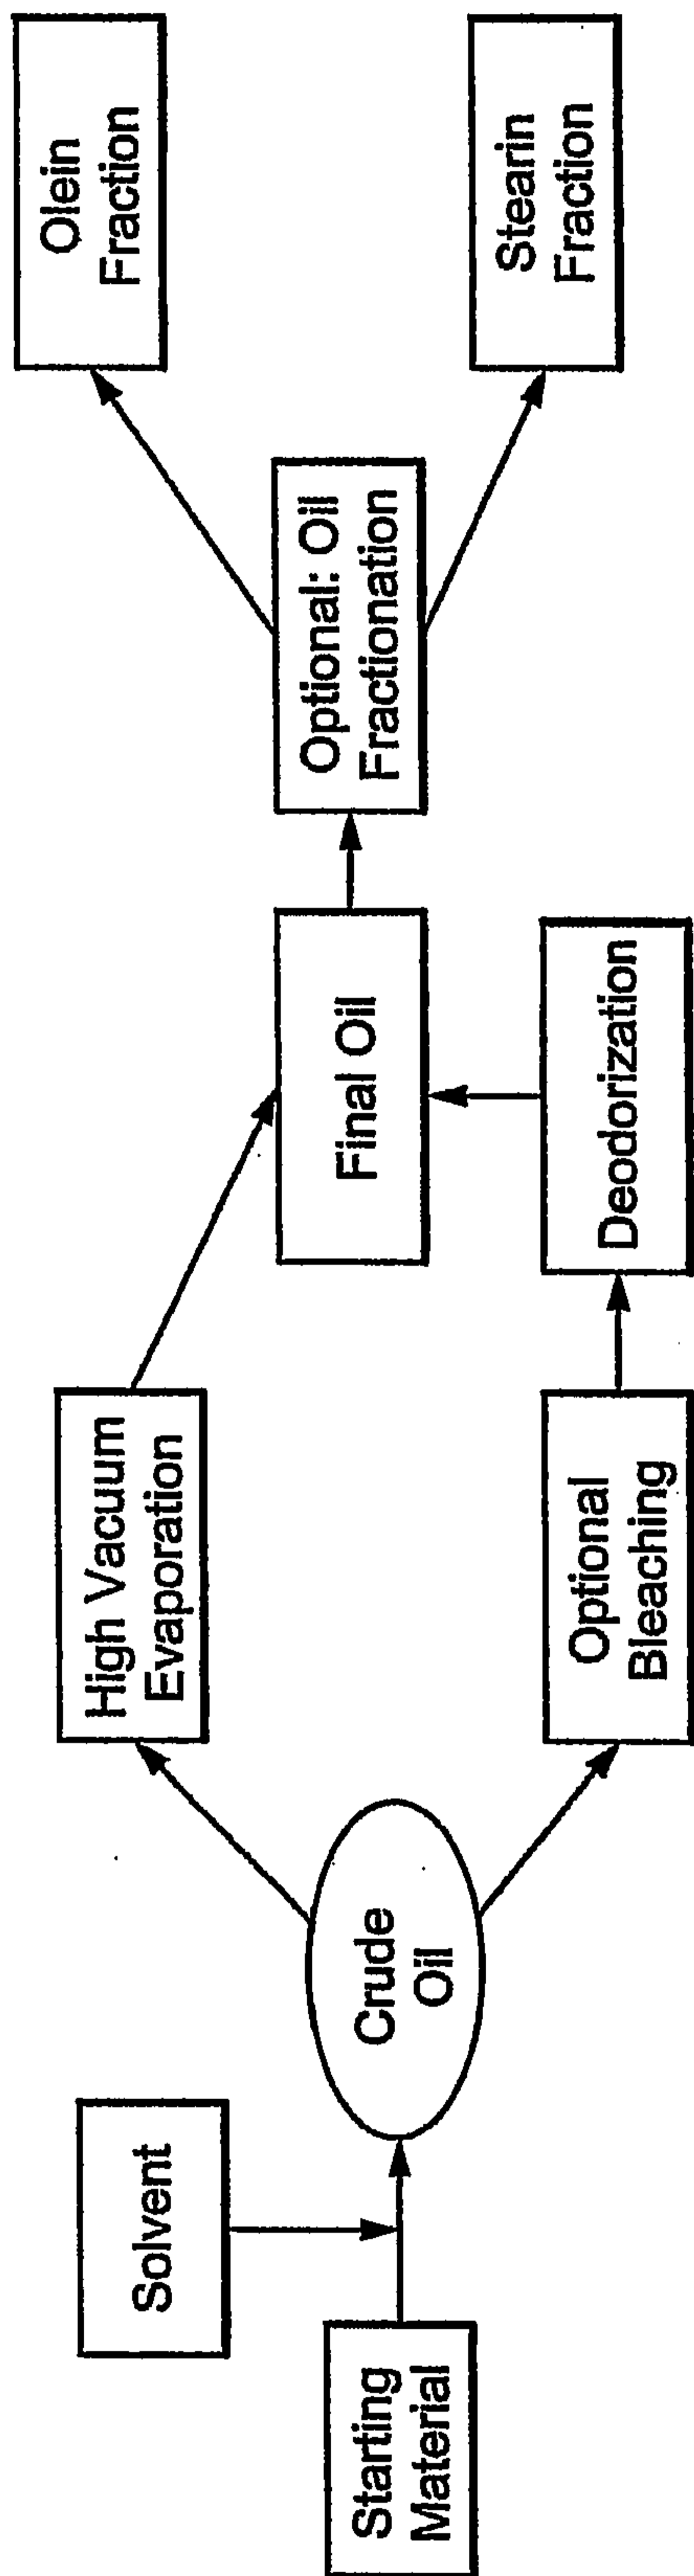 Starting
Material
Solvent
Crude
Oil
High Vacuum
Evaporation
Optional
Bleaching
Deodorization
Final Oil
Optional: Oil
Fractionation
Olein
Fraction
Stearin
Fraction